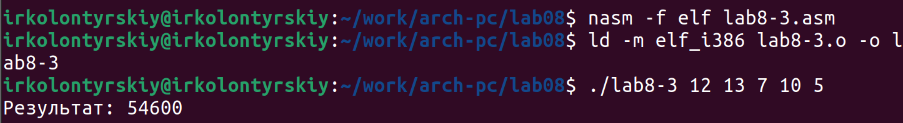 irkolontyrskiy@irkolontyrskiy:~/work/arch-pc/lab08$ nasm -f elf lab8-3.asm
irkolontyrskiy@irkolontyrskiy:~/work/arch-pc/lab08$ ld -m elf_i386 lab8-3.o -o l
ab8-3
irkolontyrskiy@irkolontyrskiy:~/work/arch-pc/lab08$ ./lab8-3 12 13 7 10 5
Результат: 54600